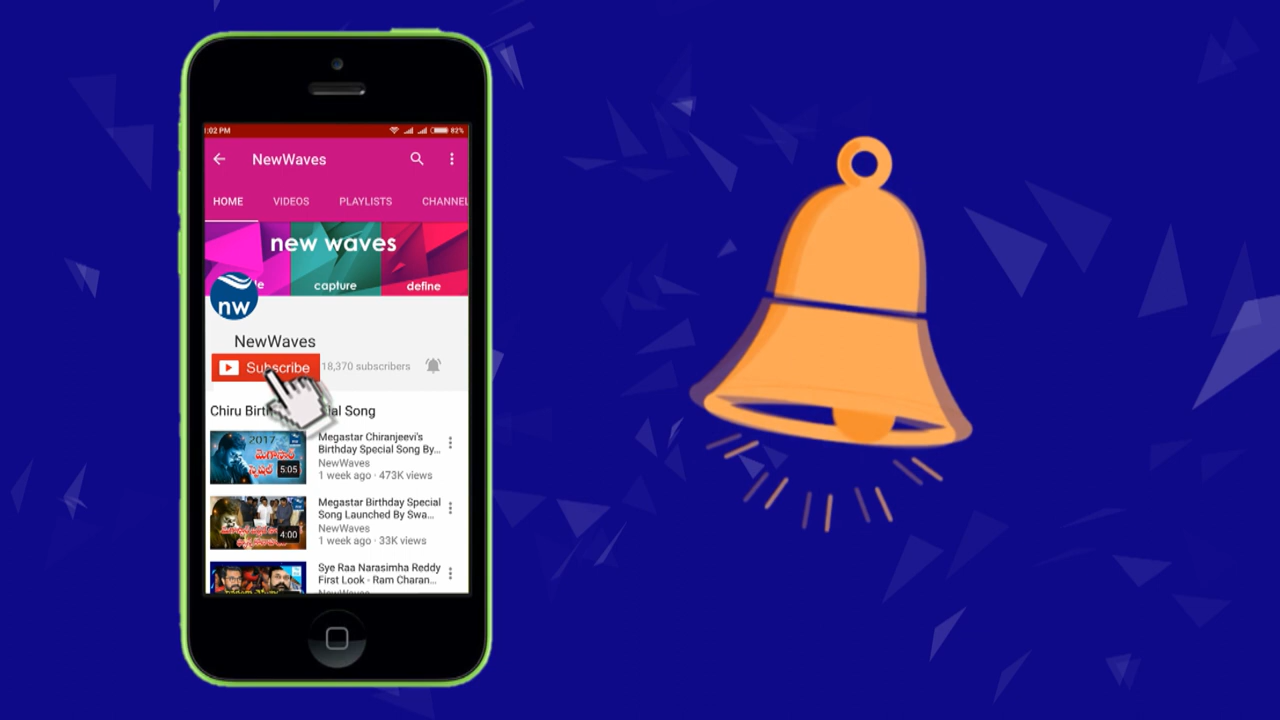 1:02 PM
82%
NewWaves
HOME VIDEOS PLAYLISTS CHANNEL
new waves
capture define
nw
NewWaves
Subscribe 18,370 subscribers
Chiru Song
2017
మెగాస్టార్
స్పెషల్
5:05
Megastar Chiranjeevi's
Birthday Special Song By...
NewWaves
1 week ago · 473K views
4:00
Megastar Birthday Special
Song Launched By Swa...
NewWaves
1 week ago · 33K views
Sye Raa Narasimha Reddy
First Look - Ram Charan...
NewWaves